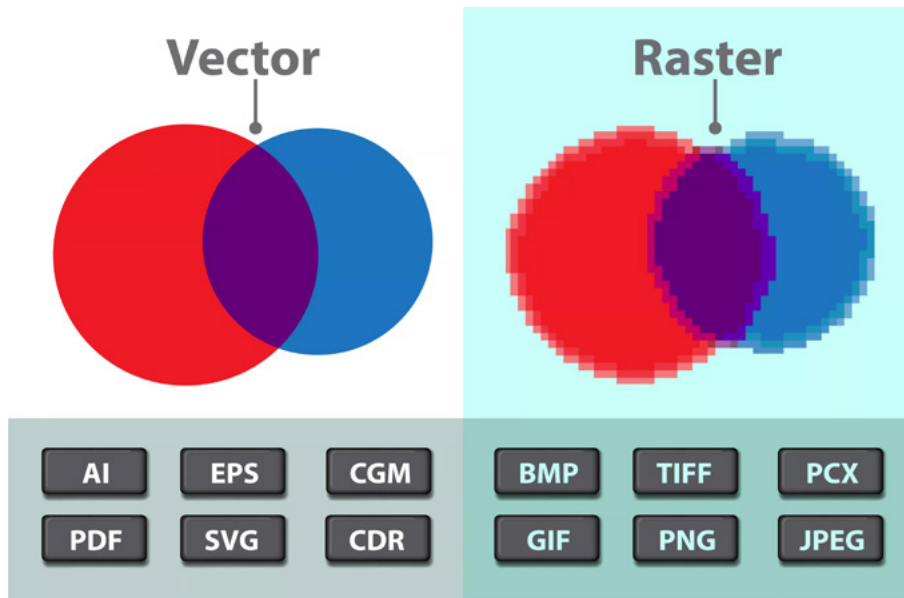 Vector
Raster
AI EPS CGM
PDF SVG CDR
BMP TIFF PCX
GIF PNG JPEG